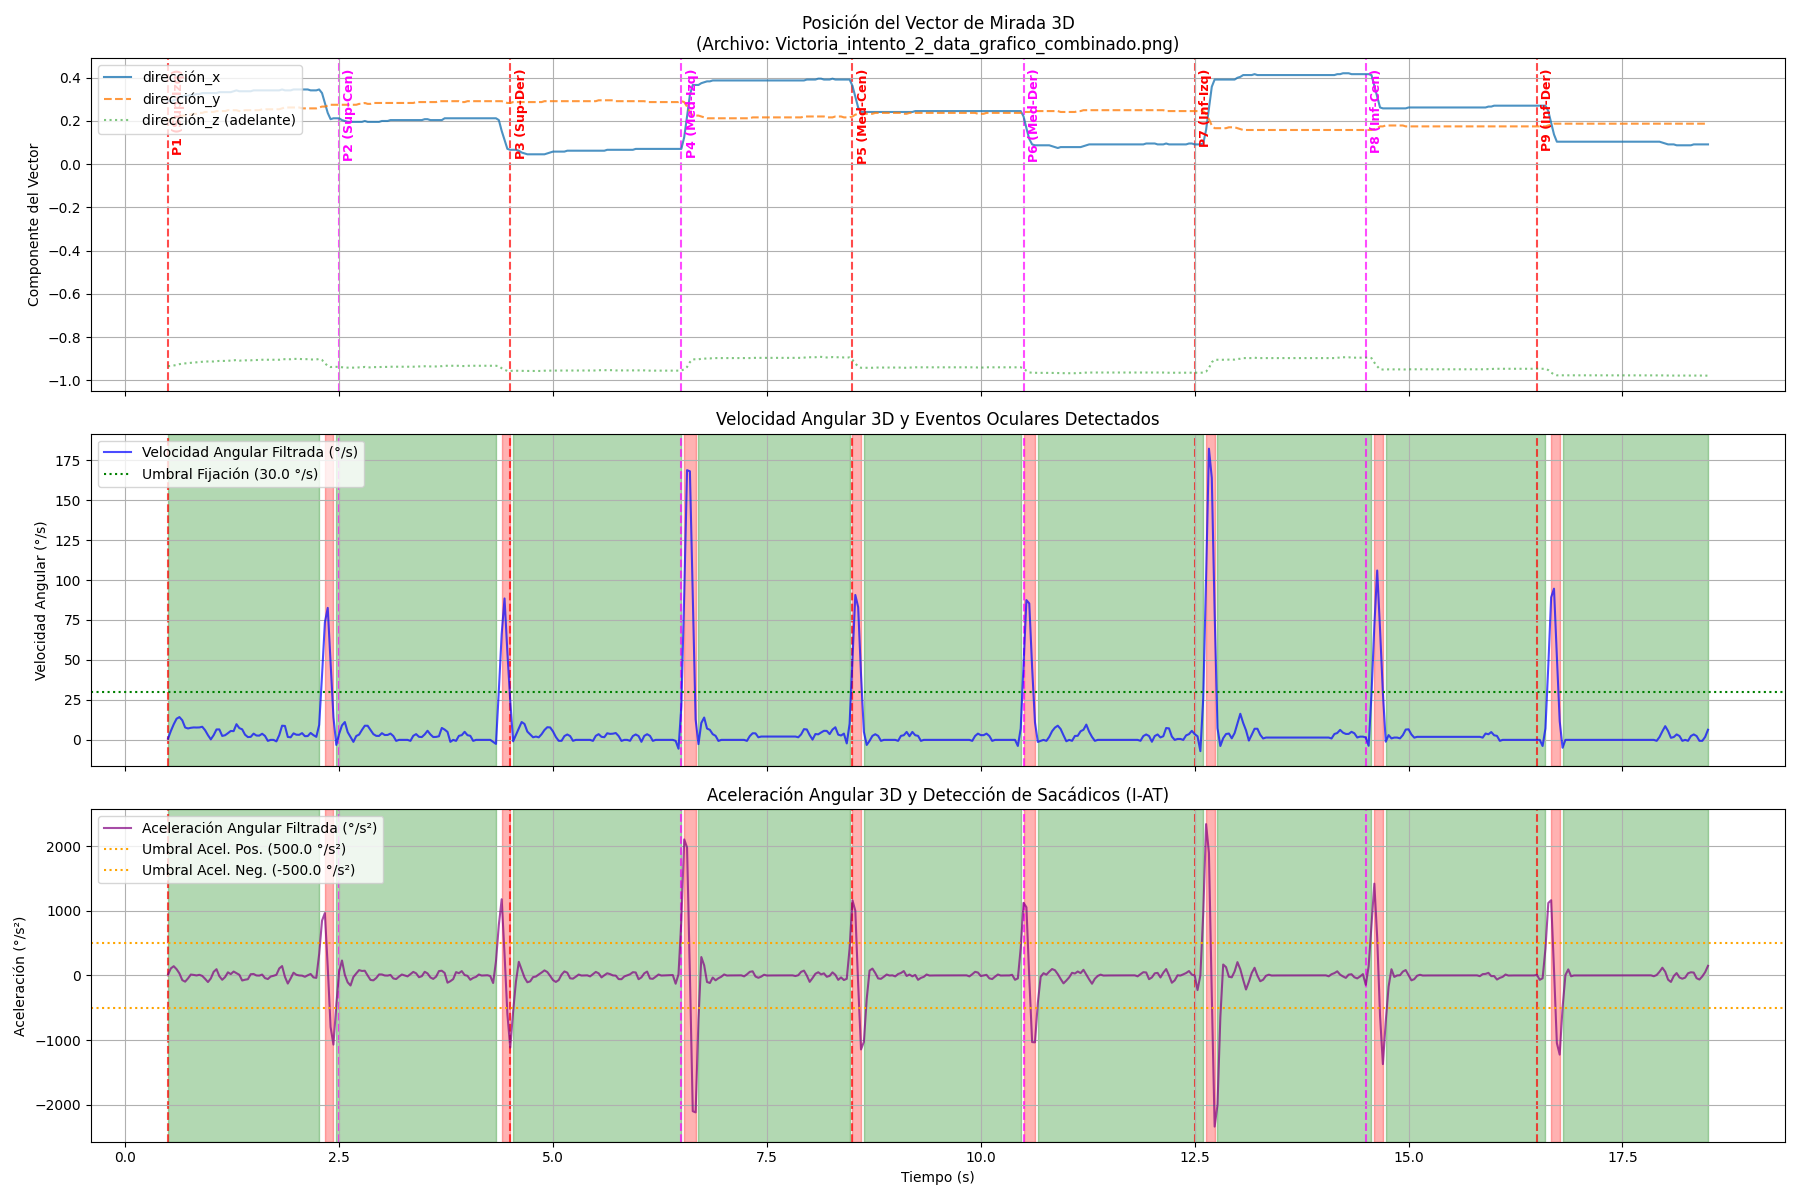 Posición del Vector de Mirada 3D
(Archivo: Victoria_intento_2_data_grafico_combinado.png)
dirección_x
dirección_y
dirección_z (adelante)
P1 (Sup-Izq)
P2 (Sup-Cen)
P3 (Sup-Der)
P4 (Med-Izq)
P5 (Med-Cen)
P6 (Med-Der)
P7 (Inf-Izq)
P8 (Inf-Cen)
P9 (Inf-Der)
Componente del Vector
0.4
0.2
0.0
−0.2
−0.4
−0.6
−0.8
−1.0
Velocidad Angular 3D y Eventos Oculares Detectados
Velocidad Angular Filtrada (°/s)
Umbral Fijación (30.0 °/s)
Velocidad Angular (°/s)
175
150
125
100
75
50
25
0
Aceleración Angular 3D y Detección de Sacádicos (I-AT)
Aceleración Angular Filtrada (°/s²)
Umbral Acel. Pos. (500.0 °/s²)
Umbral Acel. Neg. (-500.0 °/s²)
Aceleración (°/s²)
2000
1000
0
−1000
−2000
0.0 2.5 5.0 7.5 10.0 12.5 15.0 17.5
Tiempo (s)